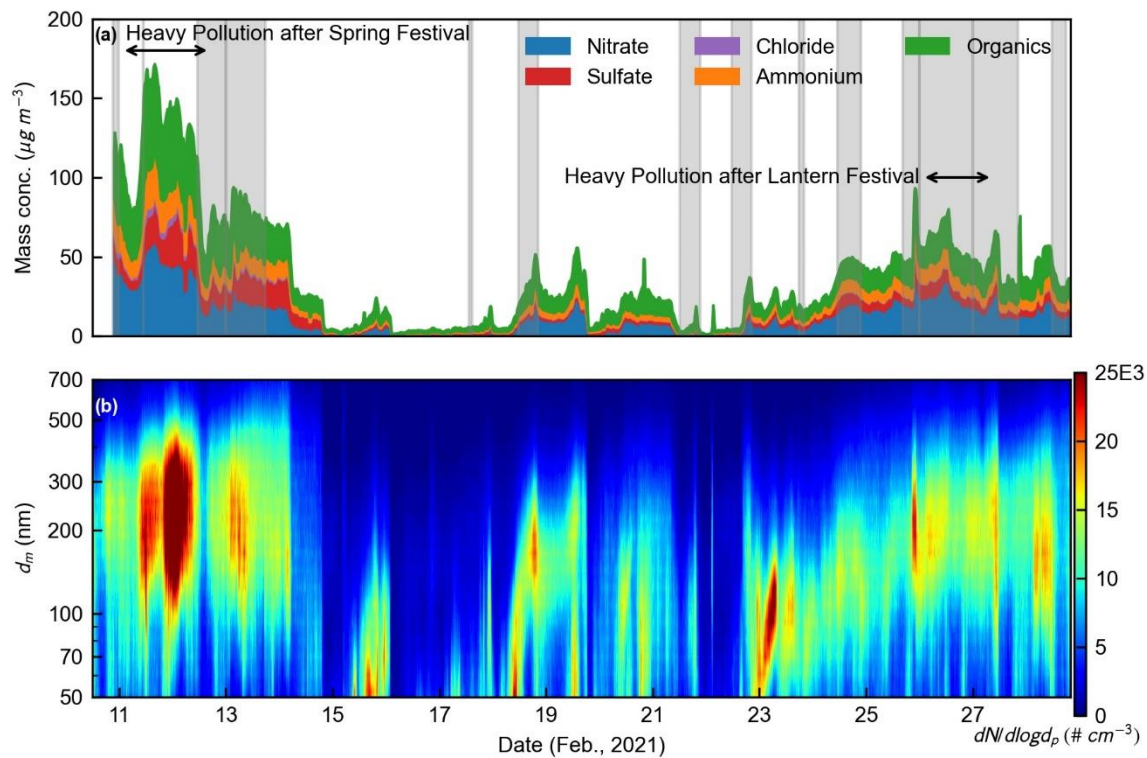 200
(a)
Heavy Pollution after Spring Festival
Nitrate
Chloride
Organics
Sulfate
Ammonium
150
100
Heavy Pollution after Lantern Festival
50
0
Mass conc. (μg m⁻³)
700
(b)
25E3
500
20
300
15
200
10
100
5
70
50
0
d_m (nm)
11
13
15
17
19
21
23
25
27
Date (Feb., 2021)
dN/dlogd_p (# cm⁻³)